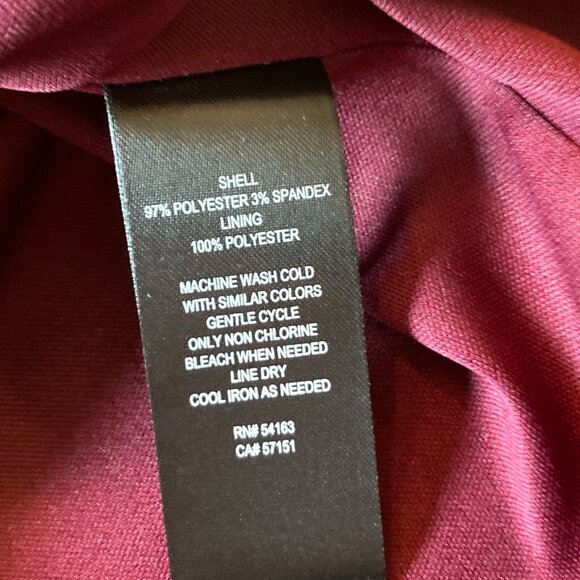 SHELL
97% POLYESTER 3% SPANDEX
LINING
100% POLYESTER
MACHINE WASH COLD
WITH SIMILAR COLORS
GENTLE CYCLE
ONLY NON CHLORINE
BLEACH WHEN NEEDED
LINE DRY
COOL IRON AS NEEDED
RN# 54163
CA# 57151